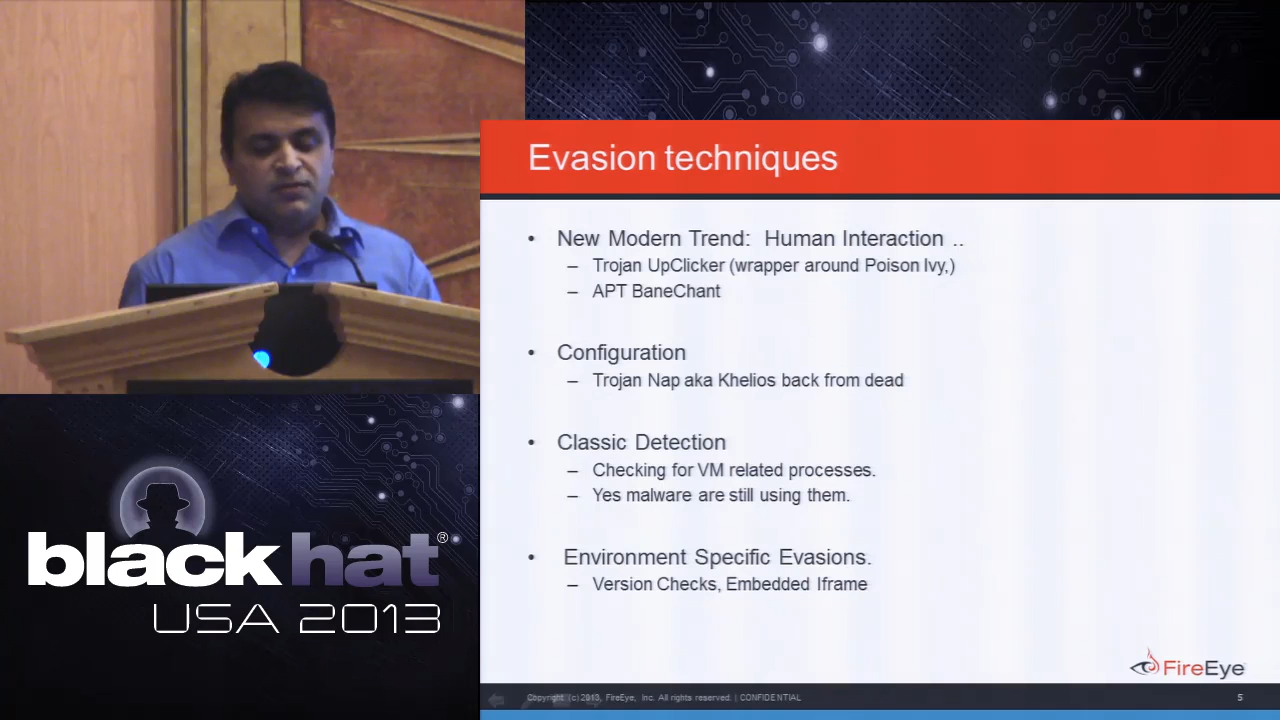 Evasion techniques
• New Modern Trend: Human Interaction ..
– Trojan UpClicker (wrapper around Poison Ivy,)
– APT BaneChant
• Configuration
– Trojan Nap aka Khelios back from dead
• Classic Detection
– Checking for VM related processes.
– Yes malware are still using them.
• Environment Specific Evasions.
– Version Checks, Embedded Iframe
FireEye
Copyright (c) 2013, FireEye, Inc. All rights reserved. | CONFIDENTIAL
5
blackhat®
USA 2013